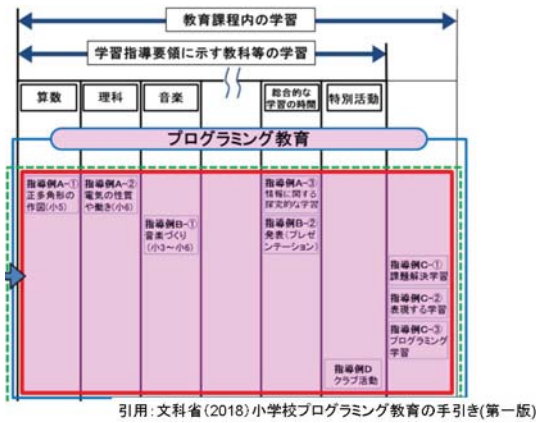 教育課程内の学習
学習指導要領に示す教科等の学習
算数
理科
音楽
総合的な
学習の時間
特別活動
プログラミング教育
指導例A-①
正多角形の
作図(小5)
指導例A-②
電気の性質
や働き(小6)
指導例B-①
音楽づくり
(小3～小6)
指導例A-③
情報に関する
探究的な学習
指導例B-②
発表(プレゼ
ンテーション)
指導例C-①
課題解決学習
指導例C-②
表現する学習
指導例C-③
プログラミング
学習
指導例D
クラブ活動
引用:文科省(2018)小学校プログラミング教育の手引き(第一版)